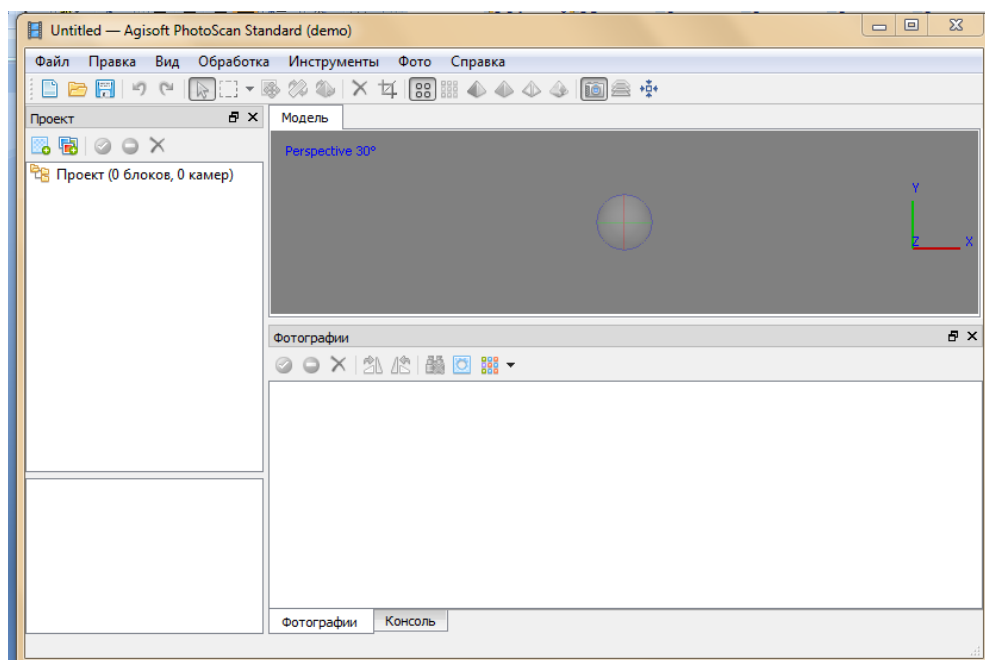 Untitled — Agisoft PhotoScan Standard (demo)
Файл Правка Вид Обработка Инструменты Фото Справка
Проект
Модель
Perspective 30°
Проект (0 блоков, 0 камер)
Y
Z X
Фотографии
Фотографии Консоль